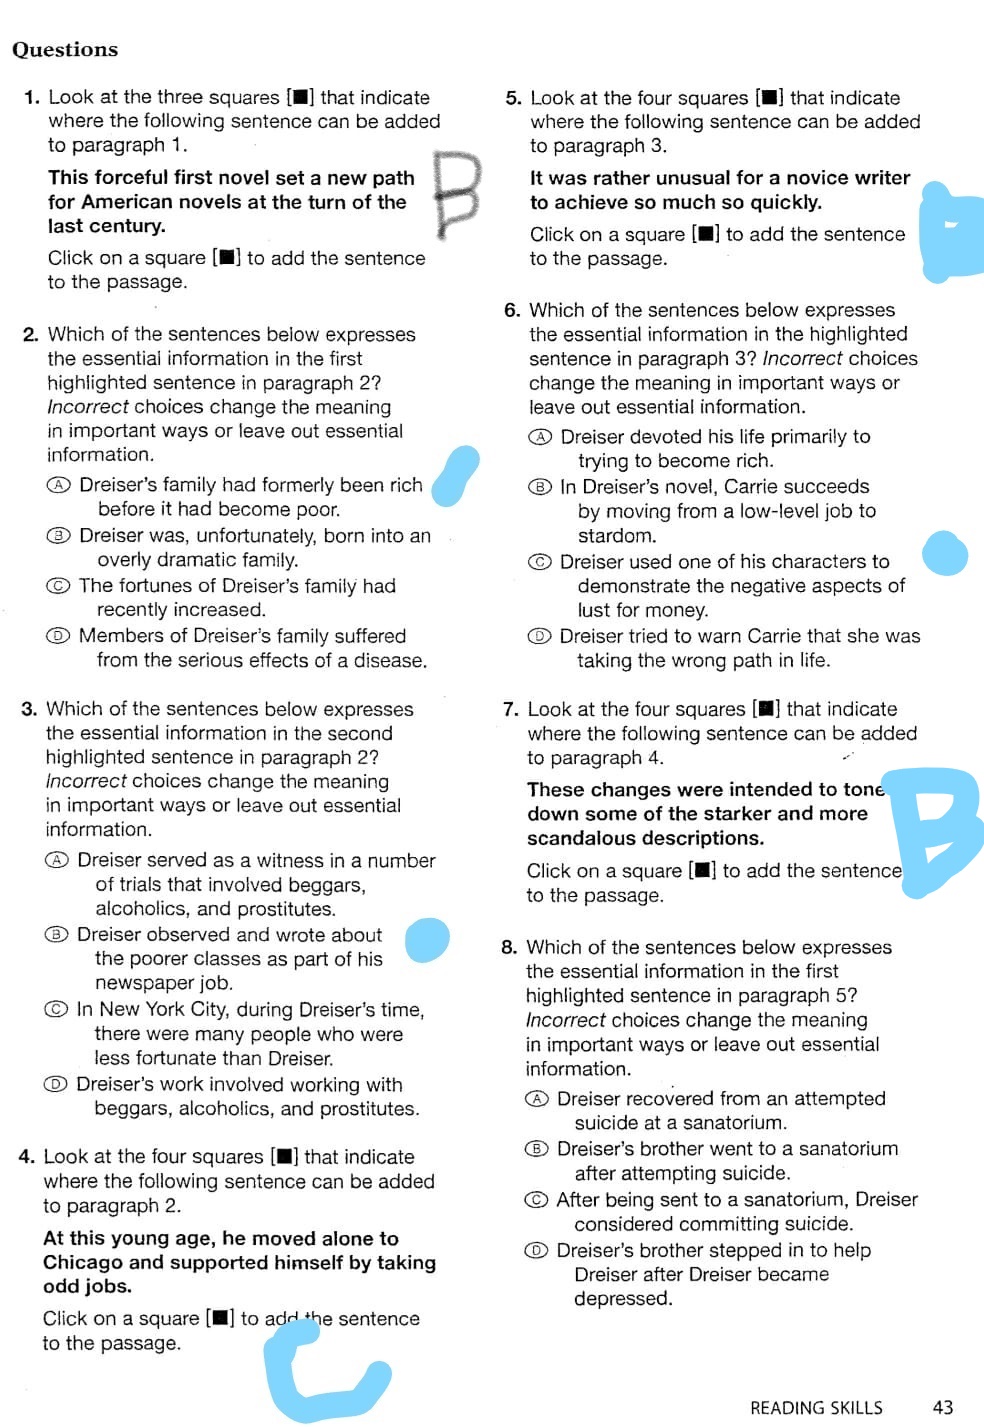 Questions
1. Look at the three squares [■] that indicate
where the following sentence can be added
to paragraph 1.
This forceful first novel set a new path
for American novels at the turn of the
last century.
B
Click on a square [■] to add the sentence
to the passage.
2. Which of the sentences below expresses
the essential information in the first
highlighted sentence in paragraph 2?
Incorrect choices change the meaning
in important ways or leave out essential
information.
Ⓐ Dreiser's family had formerly been rich
before it had become poor.
Ⓑ Dreiser was, unfortunately, born into an
overly dramatic family.
Ⓒ The fortunes of Dreiser's family had
recently increased.
Ⓓ Members of Dreiser's family suffered
from the serious effects of a disease.
3. Which of the sentences below expresses
the essential information in the second
highlighted sentence in paragraph 2?
Incorrect choices change the meaning
in important ways or leave out essential
information.
Ⓐ Dreiser served as a witness in a number
of trials that involved beggars,
alcoholics, and prostitutes.
Ⓑ Dreiser observed and wrote about
the poorer classes as part of his
newspaper job.
Ⓒ In New York City, during Dreiser's time,
there were many people who were
less fortunate than Dreiser.
Ⓓ Dreiser's work involved working with
beggars, alcoholics, and prostitutes.
4. Look at the four squares [■] that indicate
where the following sentence can be added
to paragraph 2.
At this young age, he moved alone to
Chicago and supported himself by taking
odd jobs.
Click on a square [■] to add the sentence
to the passage.
C
5. Look at the four squares [■] that indicate
where the following sentence can be added
to paragraph 3.
It was rather unusual for a novice writer
to achieve so much so quickly.
Click on a square [■] to add the sentence
to the passage.
6. Which of the sentences below expresses
the essential information in the highlighted
sentence in paragraph 3? Incorrect choices
change the meaning in important ways or
leave out essential information.
Ⓐ Dreiser devoted his life primarily to
trying to become rich.
Ⓑ In Dreiser's novel, Carrie succeeds
by moving from a low-level job to
stardom.
Ⓒ Dreiser used one of his characters to
demonstrate the negative aspects of
lust for money.
Ⓓ Dreiser tried to warn Carrie that she was
taking the wrong path in life.
7. Look at the four squares [■] that indicate
where the following sentence can be added
to paragraph 4.
These changes were intended to tone
down some of the starker and more
scandalous descriptions.
B
Click on a square [■] to add the sentence
to the passage.
8. Which of the sentences below expresses
the essential information in the first
highlighted sentence in paragraph 5?
Incorrect choices change the meaning
in important ways or leave out essential
information.
Ⓐ Dreiser recovered from an attempted
suicide at a sanatorium.
Ⓑ Dreiser's brother went to a sanatorium
after attempting suicide.
Ⓒ After being sent to a sanatorium, Dreiser
considered committing suicide.
Ⓓ Dreiser's brother stepped in to help
Dreiser after Dreiser became
depressed.
READING SKILLS 43